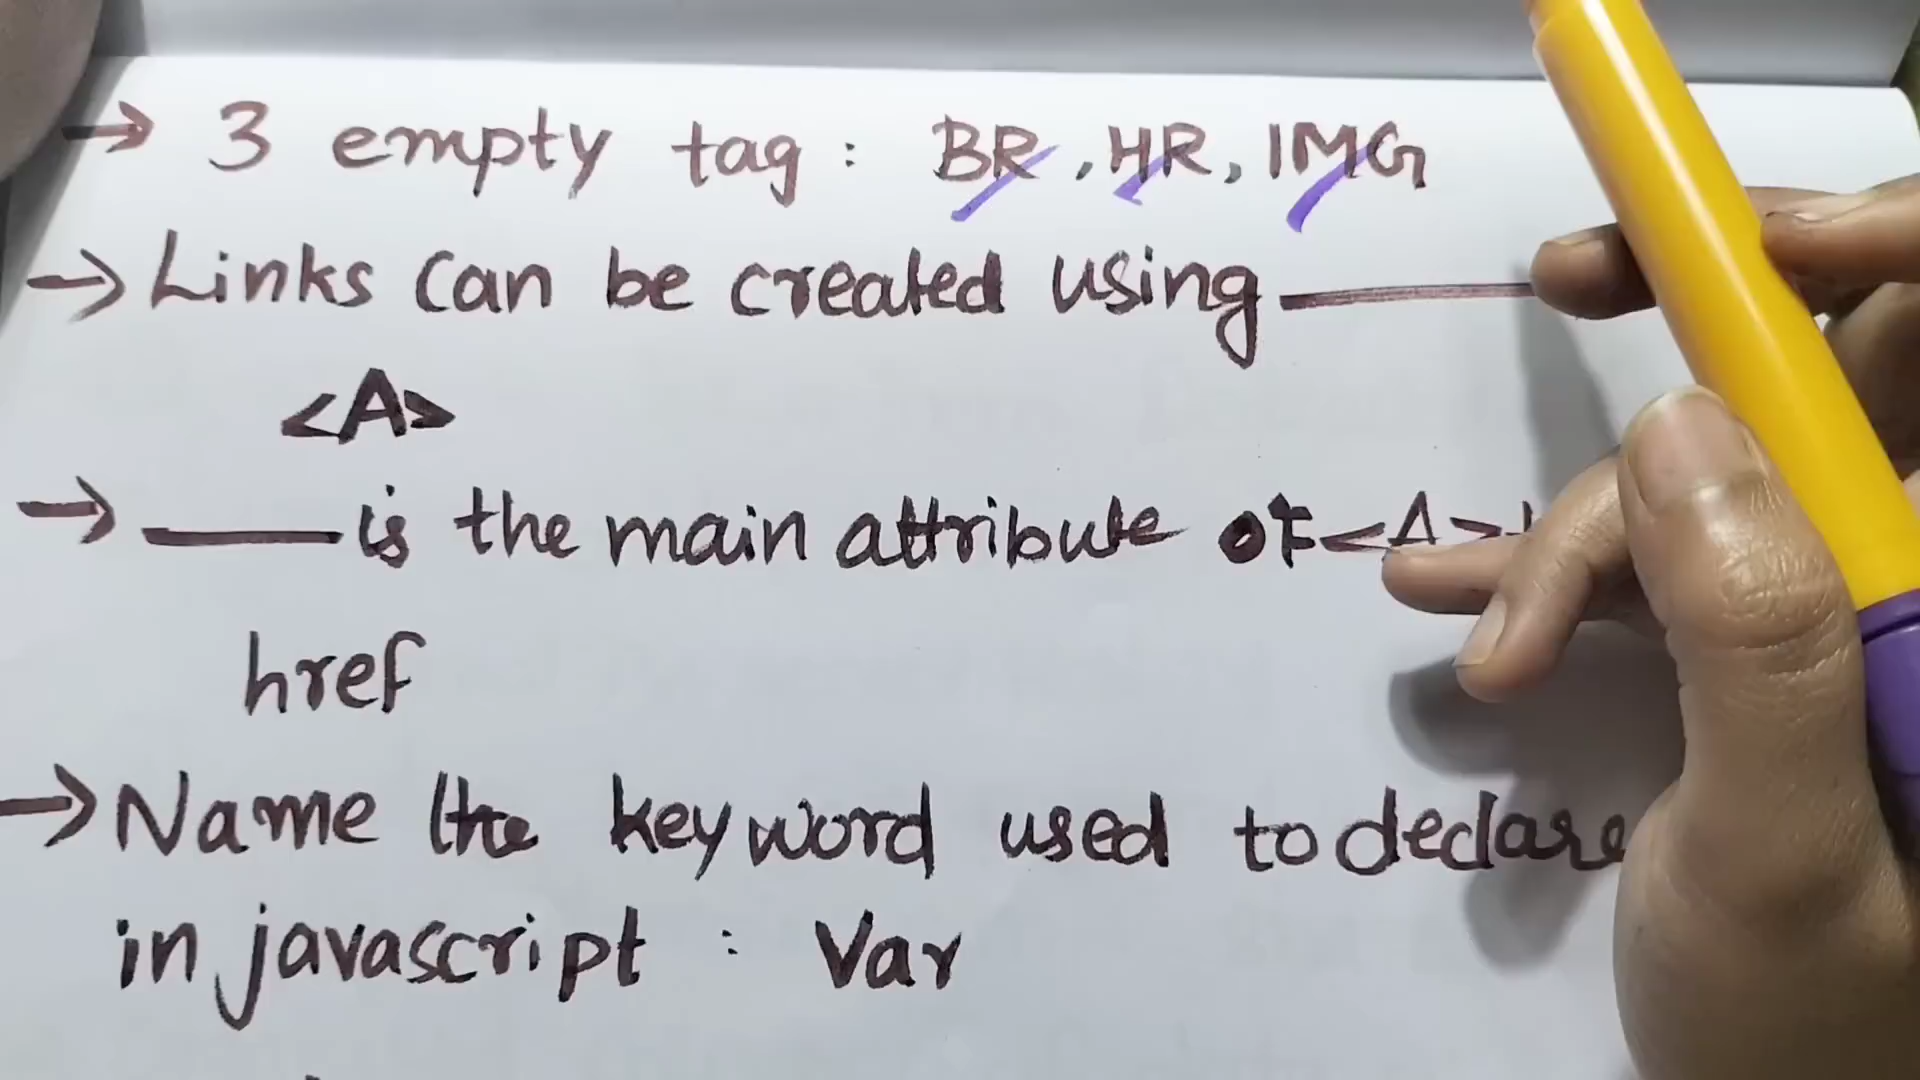 → 3 empty tag : BR, HR, IMG
→ Links can be created using ______
<A>
→ ______ is the main attribute of <A>
href
→ Name the keyword used to declare
in javascript : Var